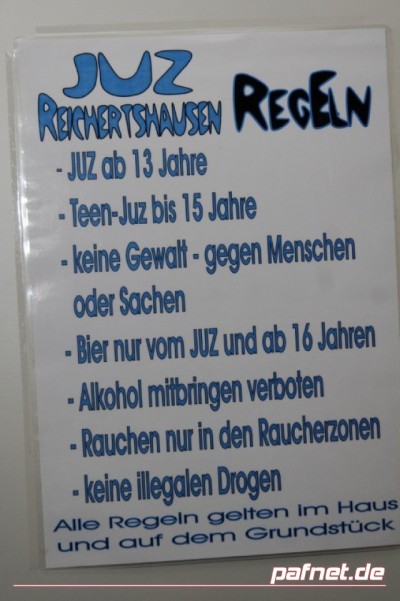 JUZ
REICHERTSHAUSEN REGELN
- JUZ ab 13 Jahre
- Teen-Juz bis 15 Jahre
- keine Gewalt - gegen Menschen
oder Sachen
- Bier nur vom JUZ und ab 16 Jahren
- Alkohol mitbringen verboten
- Rauchen nur in den Raucherzonen
- keine illegalen Drogen
Alle Regeln gelten im Haus
und auf dem Grundstück
pafnet.de